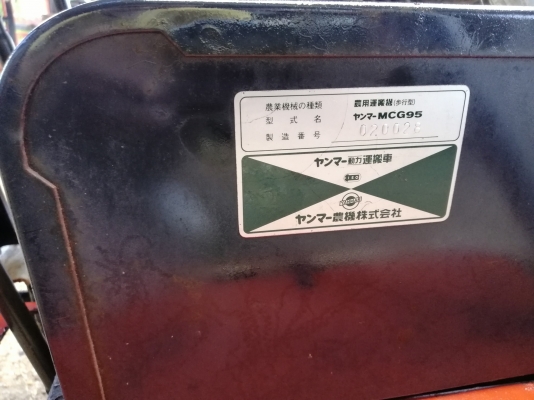 農業機械の種類 農用運搬機(歩行型)
型式名 ヤンマーMCG95
製造番号 020628
ヤンマー動力運搬車
ヤンマー農機株式会社